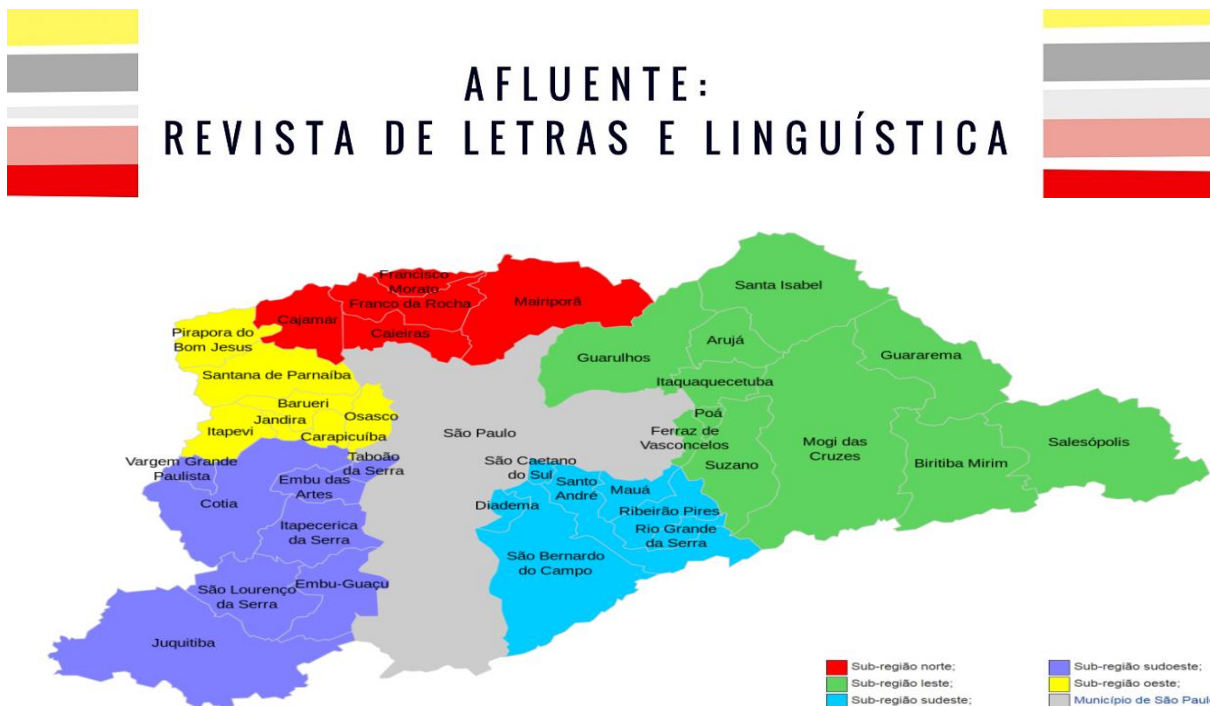 AFLUENTE:
REVISTA DE LETRAS E LINGUÍSTICA
Francisco
Morato
Franco da Rocha
Mairiporã
Santa Isabel
Cajamar
Caieiras
Pirapora do
Bom Jesus
Arujá
Guarulhos
Guararema
Santana de Parnaíba
Itaquaquecetuba
Barueri
Jandira
Osasco
Itapevi
Carapicuíba
São Paulo
Poá
Ferraz de
Vasconcelos
Mogi das
Cruzes
Salesópolis
Suzano
Biritiba Mirim
Vargem Grande
Paulista
Taboão
da Serra
São Caetano
do Sul
Embu das
Artes
Santo
André
Mauá
Cotia
Diadema
Ribeirão Pires
Itapecerica
da Serra
Rio Grande
da Serra
São Bernardo
do Campo
São Lourenço
da Serra
Embu-Guaçu
Juquitiba
Sub-região norte;
Sub-região leste;
Sub-região sudeste;
Sub-região sudoeste;
Sub-região oeste;
Município de São Paul